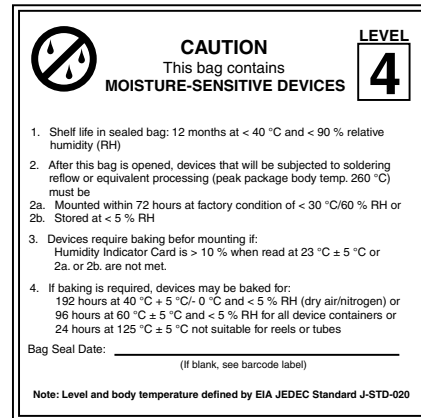 CAUTION
This bag contains
MOISTURE-SENSITIVE DEVICES
LEVEL
4
1. Shelf life in sealed bag: 12 months at < 40 °C and < 90 % relative
humidity (RH)
2. After this bag is opened, devices that will be subjected to soldering
reflow or equivalent processing (peak package body temp. 260 °C)
must be
2a. Mounted within 72 hours at factory condition of < 30 °C/60 % RH or
2b. Stored at < 5 % RH
3. Devices require baking befor mounting if:
Humidity Indicator Card is > 10 % when read at 23 °C ± 5 °C or
2a. or 2b. are not met.
4. If baking is required, devices may be baked for:
192 hours at 40 °C + 5 °C/- 0 °C and < 5 % RH (dry air/nitrogen) or
96 hours at 60 °C ± 5 °C and < 5 % RH for all device containers or
24 hours at 125 °C ± 5 °C not suitable for reels or tubes
Bag Seal Date:
(If blank, see barcode label)
Note: Level and body temperature defined by EIA JEDEC Standard J-STD-020